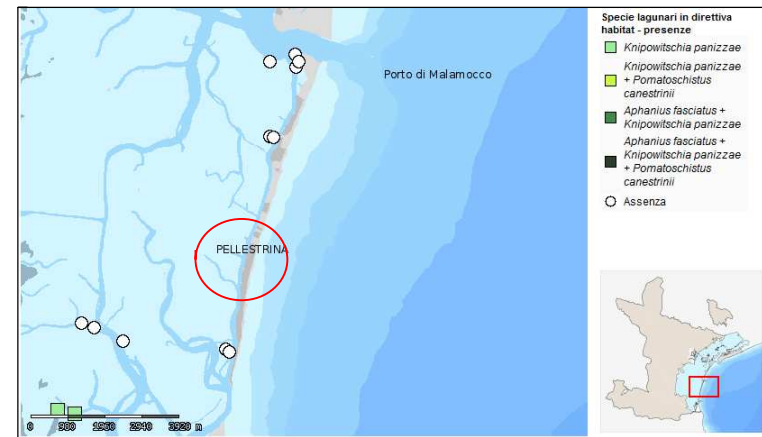 Porto di Malamocco
PELLESTRINA
0 980 1960 2940 3920 m
Specie lagunari in direttiva
habitat - presenze
Knipowitschia panizzae
Knipowitschia panizzae
+ Pomatoschistus
canestrinii
Aphanius fasciatus +
Knipowitschia panizzae
Aphanius fasciatus +
Knipowitschia panizzae
+ Pomatoschistus
canestrinii
Assenza